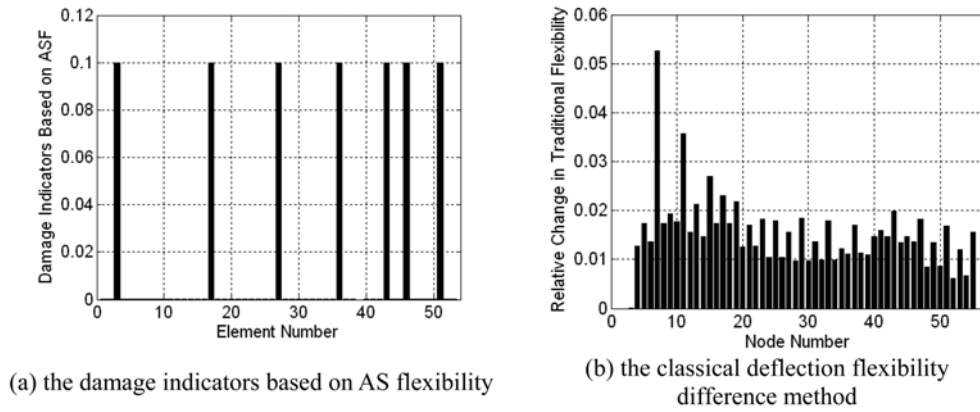 Damage Indicators Based on ASF
0.12
0.1
0.08
0.06
0.04
0.02
0
0 10 20 30 40 50
Element Number
(a) the damage indicators based on AS flexibility
Relative Change in Traditional Flexibility
0.06
0.05
0.04
0.03
0.02
0.01
0
0 10 20 30 40 50
Node Number
(b) the classical deflection flexibility
difference method